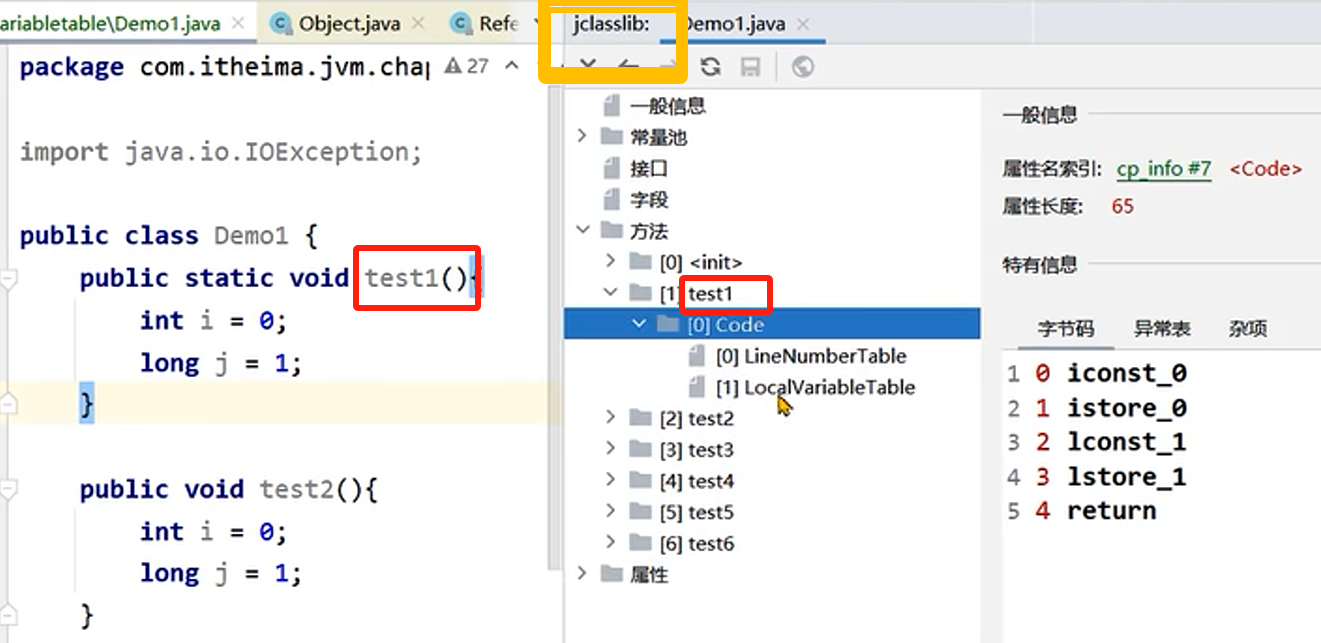 ariabletable\Demo1.java
Object.java
Refe
jclasslib:
Demo1.java
package com.itheima.jvm.chap
27
import java.io.IOException;
public class Demo1 {
public static void test1(){
int i = 0;
long j = 1;
}
public void test2(){
int i = 0;
long j = 1;
}
一般信息
常量池
接口
字段
方法
[0] <init>
[1] test1
[0] Code
[0] LineNumberTable
[1] LocalVariableTable
[2] test2
[3] test3
[4] test4
[5] test5
[6] test6
属性
一般信息
属性名索引: cp_info #7 <Code>
属性长度: 65
特有信息
字节码 异常表 杂项
1 0 iconst_0
2 1 istore_0
3 2 lconst_1
4 3 lstore_1
5 4 return